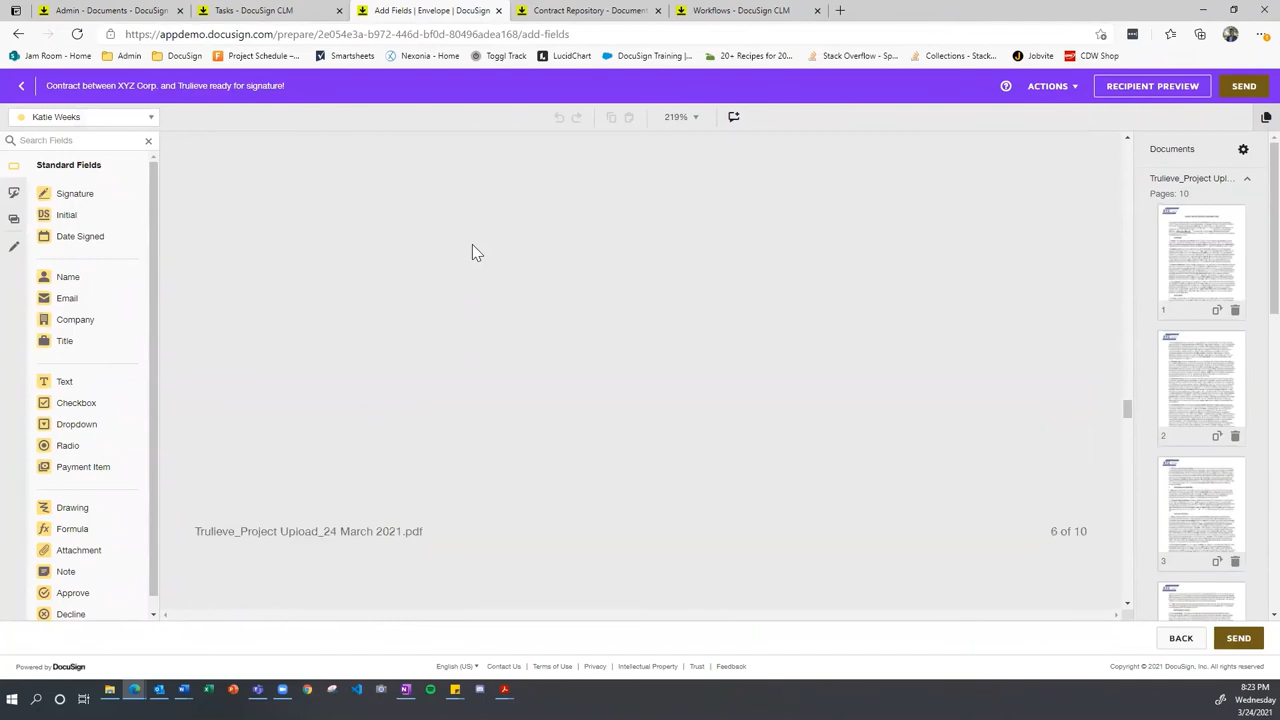 Admin - Documents - DocuSign
Tasks - DocuSign CLM
Add Fields | Envelope | DocuSign
Contract Repository - Document
Workflows - DocuSign CLM
https://appdemo.docusign.com/prepare/2e054e3a-b972-446d-bf0d-80496adea168/add-fields
Jam Room - Home
Admin
DocuSign
Project Schedule –...
Smartsheets
Nexonia - Home
Toggl Track
LucidChart
DocuSign Training |...
20+ Recipes for 20...
Stack Overflow - Sp...
Collections - Stack...
Jobvite
CDW Shop
Contract between XYZ Corp. and Trulieve ready for signature!
ACTIONS
RECIPIENT PREVIEW
SEND
Katie Weeks
219%
Search Fields
Documents
Standard Fields
Trulieve_Project Upl...
Pages: 10
Signature
DS Initial
Date Signed
Name
Email
Company
Title
1
Text
Checkbox
Dropdown
Radio
2
Payment Item
Drawing
Formula
Trulieve_Project Upload_24 March 2021.pdf
6 of 10
Attachment
3
Note
Approve
Decline
BACK
SEND
Powered by DocuSign
English (US)
Contact Us
Terms of Use
Privacy
Intellectual Property
Trust
Feedback
Copyright © 2021 DocuSign, Inc. All rights reserved
8:23 PM
Wednesday
3/24/2021